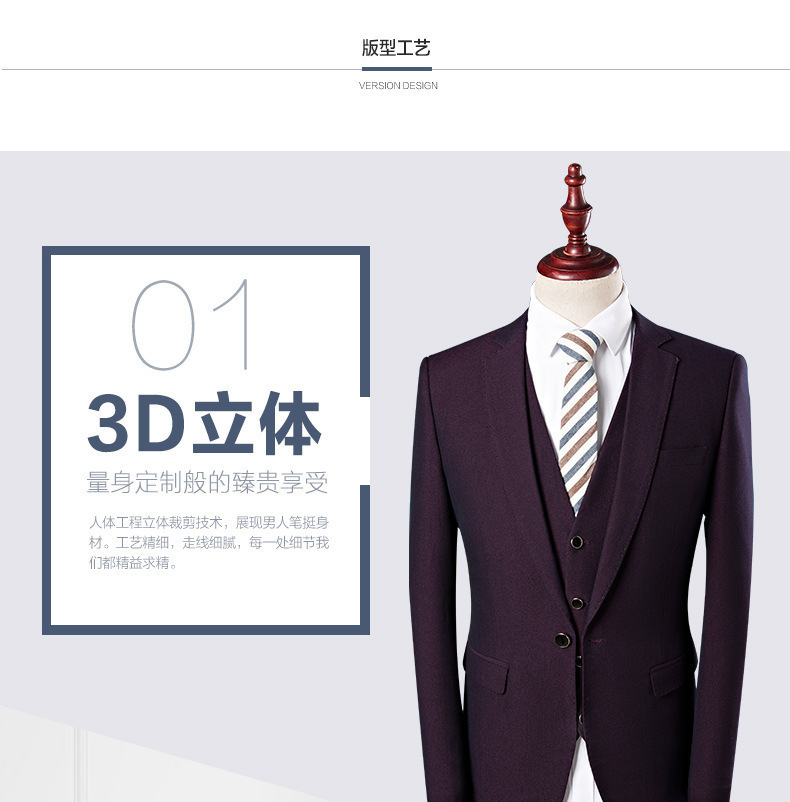 版型工艺
VERSION DESIGN
01
3D立体
量身定制般的臻贵享受
人体工程立体裁剪技术，展现男人笔挺身
材。工艺精细，走线细腻，每一处细节我
们都精益求精。